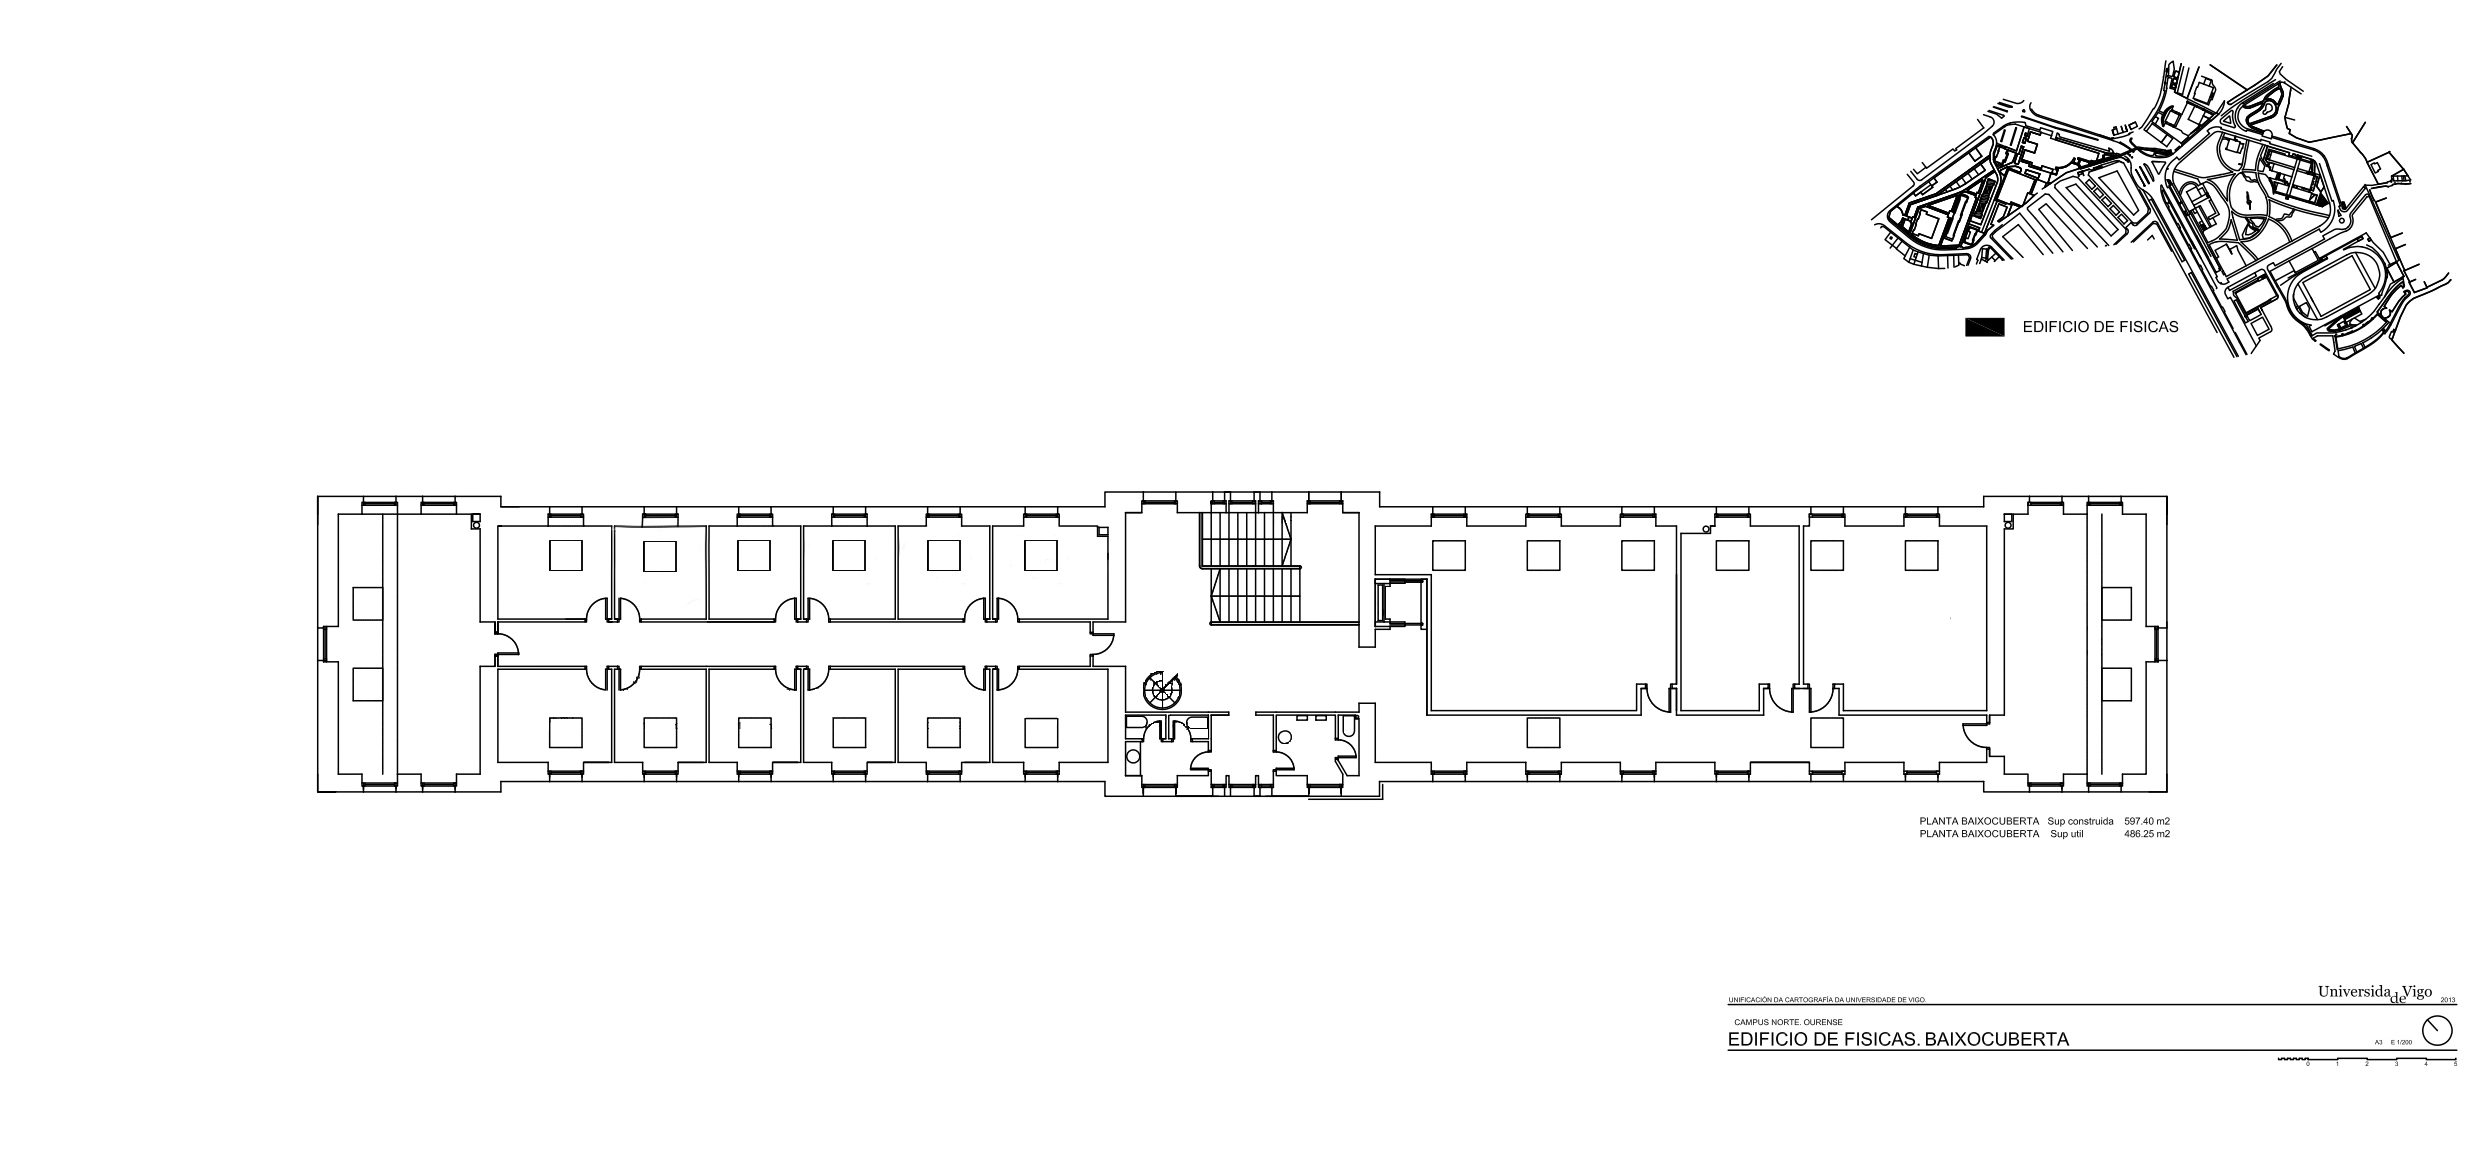 EDIFICIO DE FISICAS
PLANTA BAIXOCUBERTA Sup construida 597.40 m2
PLANTA BAIXOCUBERTA Sup util 486.25 m2
Universidade Vigo
UNIFICACIÓN DA CARTOGRAFÍA DA UNIVERSIDADE DE VIGO. 2013
CAMPUS NORTE. OURENSE
EDIFICIO DE FISICAS. BAIXOCUBERTA A3 E 1/200
0 1 2 3 4 5